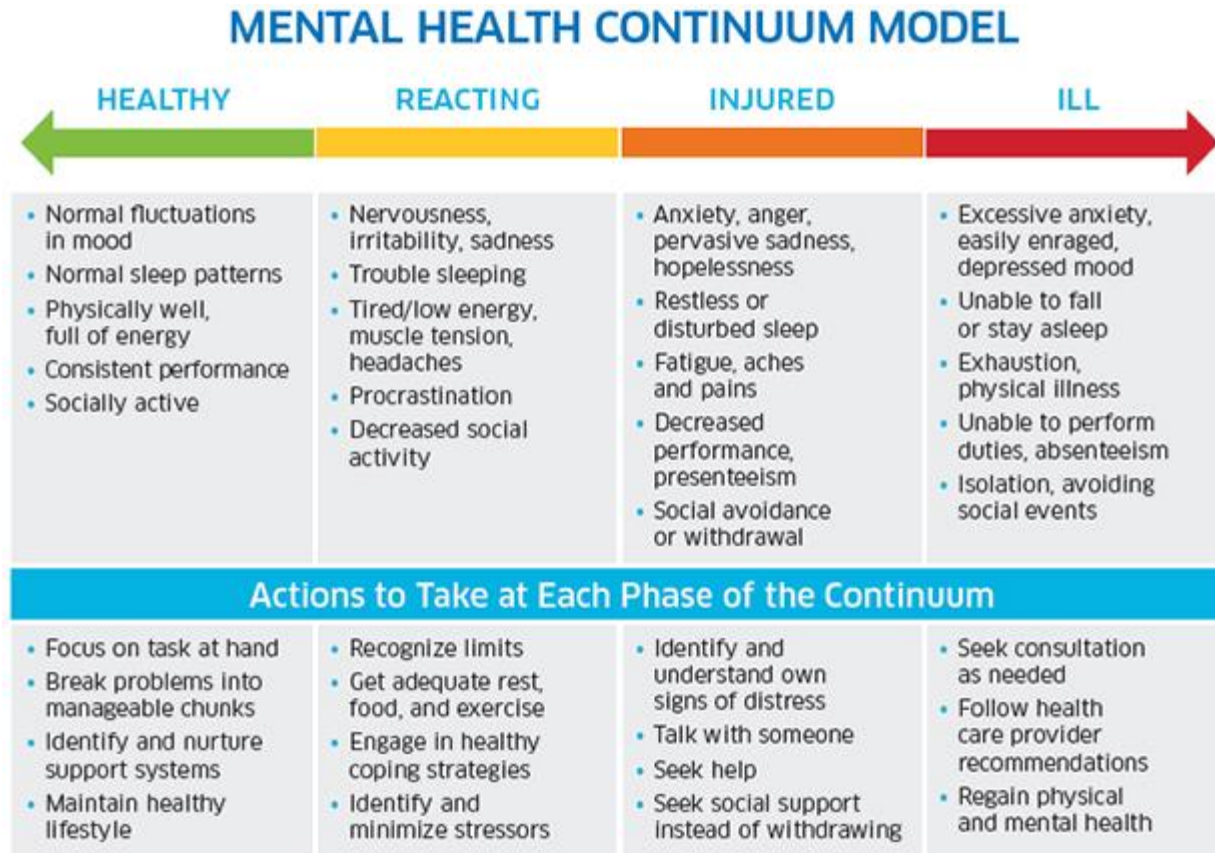 MENTAL HEALTH CONTINUUM MODEL
HEALTHY
REACTING
INJURED
ILL
• Normal fluctuations
in mood
• Normal sleep patterns
• Physically well,
full of energy
• Consistent performance
• Socially active
• Nervousness,
irritability, sadness
• Trouble sleeping
• Tired/low energy,
muscle tension,
headaches
• Procrastination
• Decreased social
activity
• Anxiety, anger,
pervasive sadness,
hopelessness
• Restless or
disturbed sleep
• Fatigue, aches
and pains
• Decreased
performance,
presenteeism
• Social avoidance
or withdrawal
• Excessive anxiety,
easily enraged,
depressed mood
• Unable to fall
or stay asleep
• Exhaustion,
physical illness
• Unable to perform
duties, absenteeism
• Isolation, avoiding
social events
Actions to Take at Each Phase of the Continuum
• Focus on task at hand
• Break problems into
manageable chunks
• Identify and nurture
support systems
• Maintain healthy
lifestyle
• Recognize limits
• Get adequate rest,
food, and exercise
• Engage in healthy
coping strategies
• Identify and
minimize stressors
• Identify and
understand own
signs of distress
• Talk with someone
• Seek help
• Seek social support
instead of withdrawing
• Seek consultation
as needed
• Follow health
care provider
recommendations
• Regain physical
and mental health